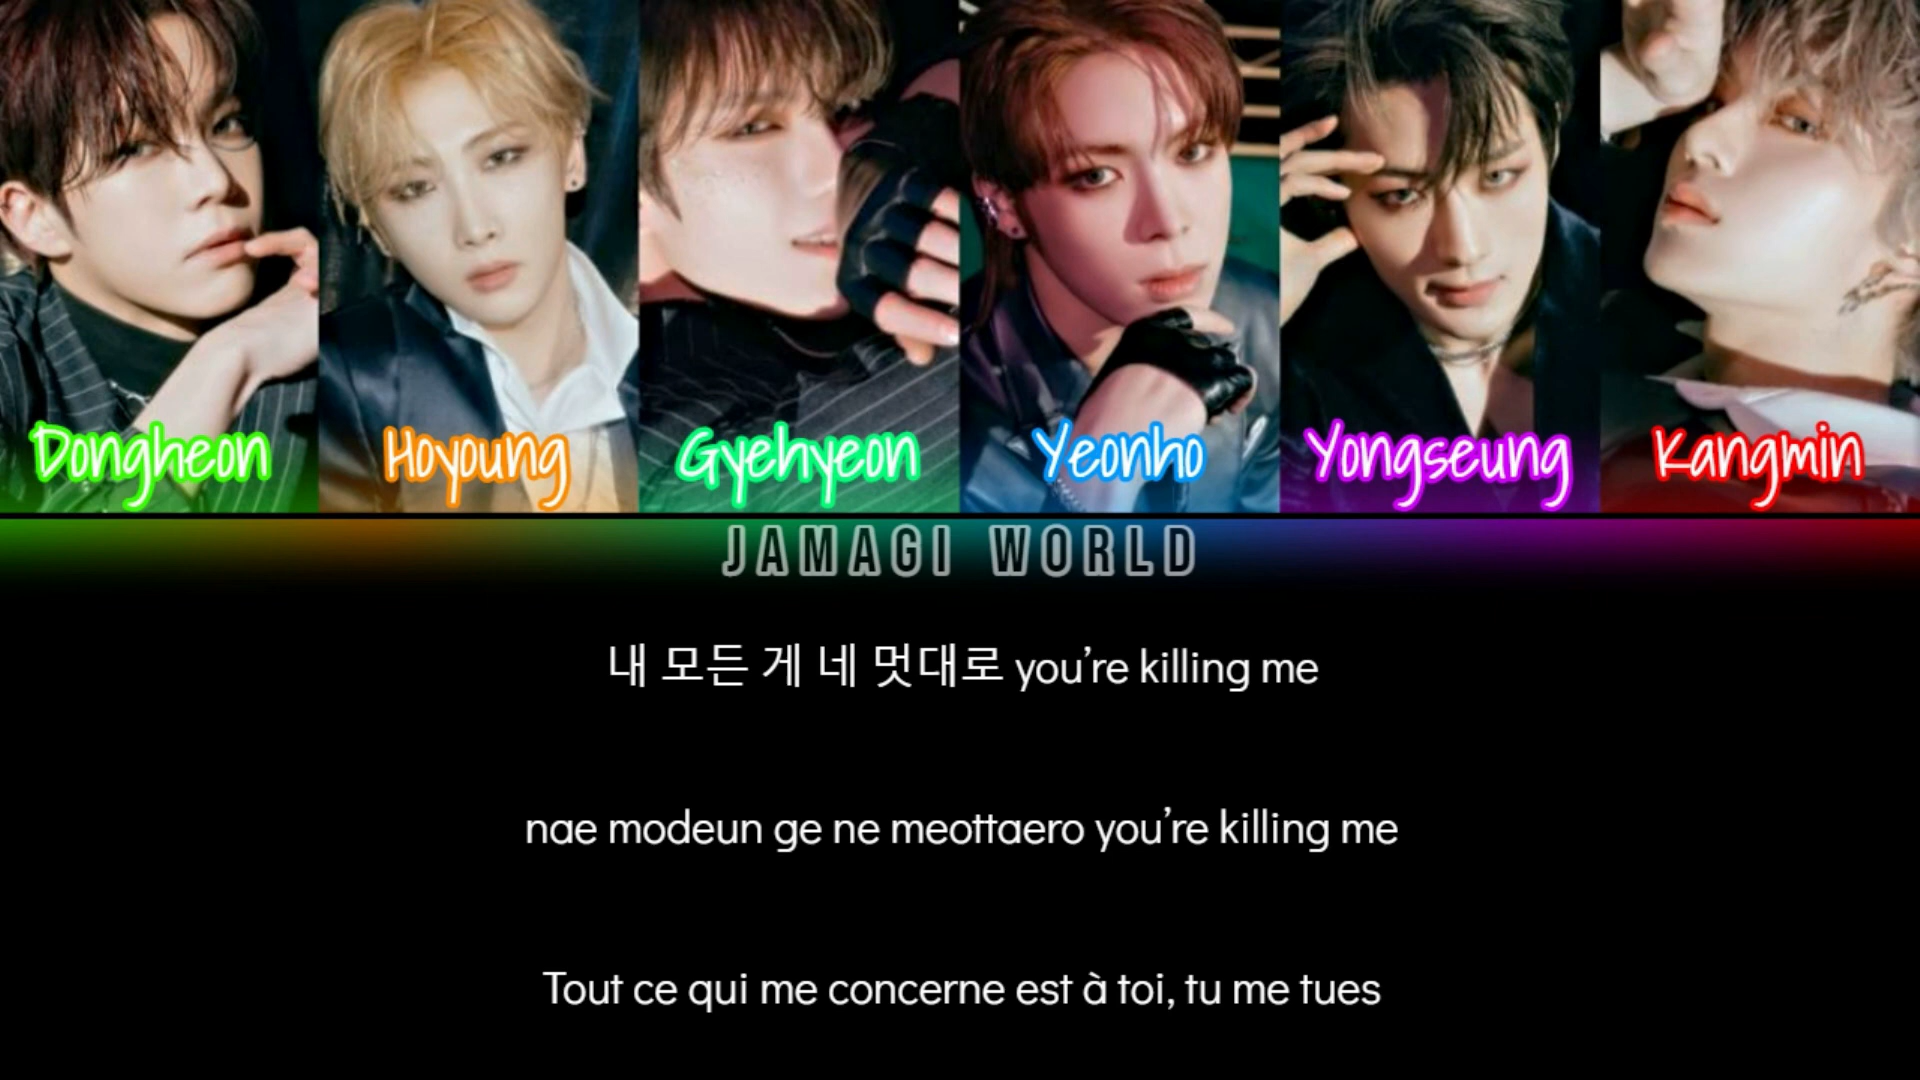 Dongheon Hoyoung Gyehyeon Yeonho Yongseung Kangmin
JAMAGI WORLD
내 모든 게 네 멋대로 you’re killing me
nae modeun ge ne meottaero you’re killing me
Tout ce qui me concerne est à toi, tu me tues